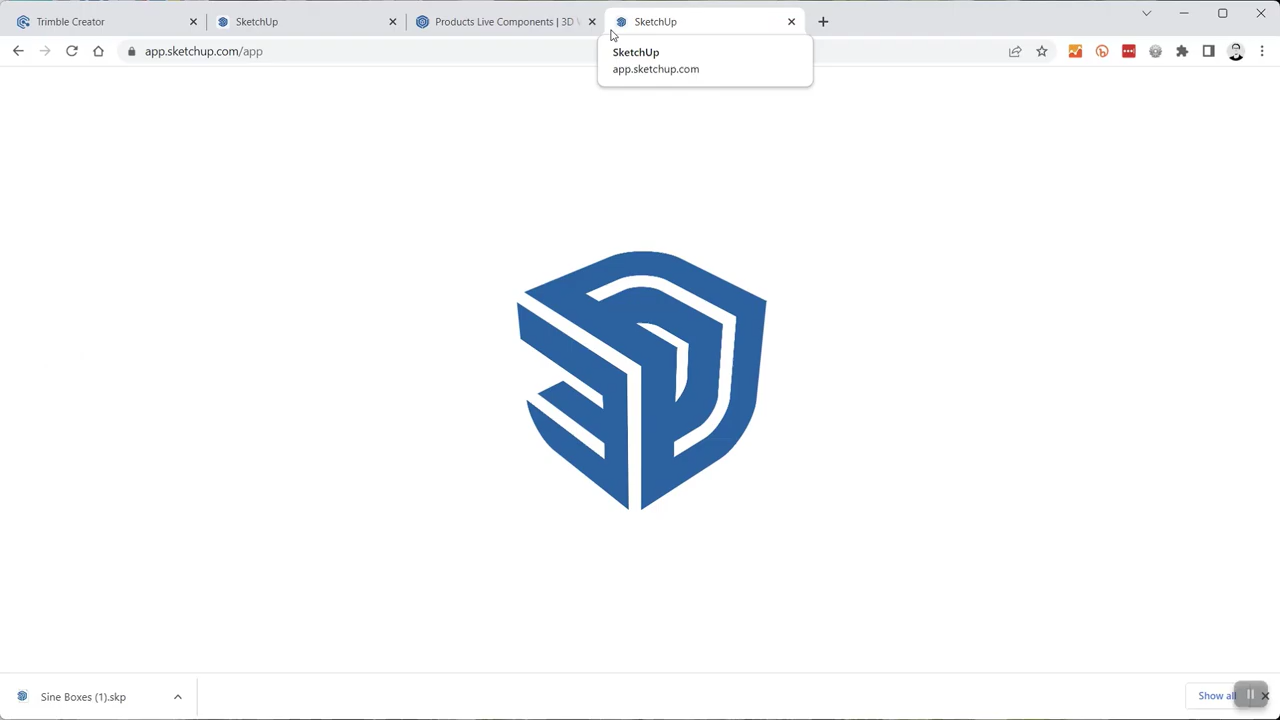 Trimble Creator
SketchUp
Products Live Components | 3D
SketchUp
app.sketchup.com/app
SketchUp
app.sketchup.com
Sine Boxes (1).skp
Show all